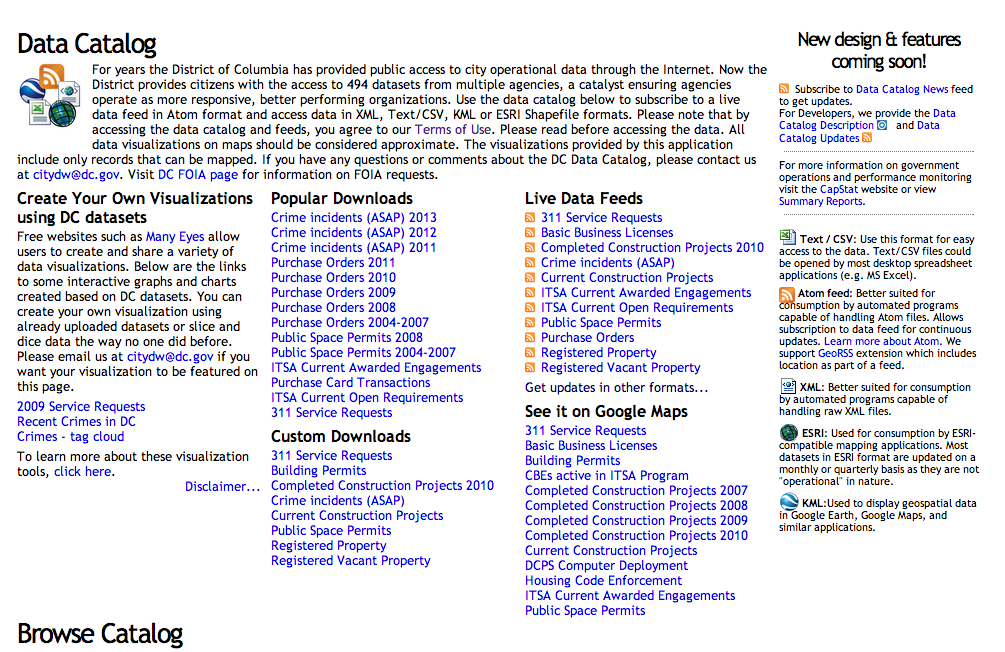 Data Catalog
For years the District of Columbia has provided public access to city operational data through the Internet. Now the
District provides citizens with the access to 494 datasets from multiple agencies, a catalyst ensuring agencies
operate as more responsive, better performing organizations. Use the data catalog below to subscribe to a live
data feed in Atom format and access data in XML, Text/CSV, KML or ESRI Shapefile formats. Please note that by
accessing the data catalog and feeds, you agree to our Terms of Use. Please read before accessing the data. All
data visualizations on maps should be considered approximate. The visualizations provided by this application
include only records that can be mapped. If you have any questions or comments about the DC Data Catalog, please contact us
at citydw@dc.gov. Visit DC FOIA page for information on FOIA requests.
Create Your Own Visualizations
using DC datasets
Free websites such as Many Eyes allow
users to create and share a variety of
data visualizations. Below are the links
to some interactive graphs and charts
created based on DC datasets. You can
create your own visualization using
already uploaded datasets or slice and
dice data the way no one did before.
Please email us at citydw@dc.gov if you
want your visualization to be featured on
this page.
2009 Service Requests
Recent Crimes in DC
Crimes - tag cloud
To learn more about these visualization
tools, click here.
Disclaimer...
Popular Downloads
Crime incidents (ASAP) 2013
Crime incidents (ASAP) 2012
Crime incidents (ASAP) 2011
Purchase Orders 2011
Purchase Orders 2010
Purchase Orders 2009
Purchase Orders 2008
Purchase Orders 2004-2007
Public Space Permits 2008
Public Space Permits 2004-2007
ITSA Current Awarded Engagements
Purchase Card Transactions
ITSA Current Open Requirements
311 Service Requests
Custom Downloads
311 Service Requests
Building Permits
Completed Construction Projects 2010
Crime incidents (ASAP)
Current Construction Projects
Public Space Permits
Registered Property
Registered Vacant Property
Live Data Feeds
311 Service Requests
Basic Business Licenses
Completed Construction Projects 2010
Crime incidents (ASAP)
Current Construction Projects
ITSA Current Awarded Engagements
ITSA Current Open Requirements
Public Space Permits
Purchase Orders
Registered Property
Registered Vacant Property
Get updates in other formats...
See it on Google Maps
311 Service Requests
Basic Business Licenses
Building Permits
CBEs active in ITSA Program
Completed Construction Projects 2007
Completed Construction Projects 2008
Completed Construction Projects 2009
Completed Construction Projects 2010
Current Construction Projects
DCPS Computer Deployment
Housing Code Enforcement
ITSA Current Awarded Engagements
Public Space Permits
New design & features
coming soon!
Subscribe to Data Catalog News feed
to get updates.
For Developers, we provide the Data
Catalog Description and Data
Catalog Updates
For more information on government
operations and performance monitoring
visit the CapStat website or view
Summary Reports.
Text / CSV: Use this format for easy
access to the data. Text/CSV files could
be opened by most desktop spreadsheet
applications (e.g. MS Excel).
Atom feed: Better suited for
consumption by automated programs
capable of handling Atom files. Allows
subscription to data feed for continuous
updates. Learn more about Atom. We
support GeoRSS extension which includes
location as part of a feed.
XML: Better suited for consumption
by automated programs capable of
handling raw XML files.
ESRI: Used for consumption by ESRI-
compatible mapping applications. Most
datasets in ESRI format are updated on a
monthly or quarterly basis as they are not
"operational" in nature.
KML:Used to display geospatial data
in Google Earth, Google Maps, and
similar applications.
Browse Catalog